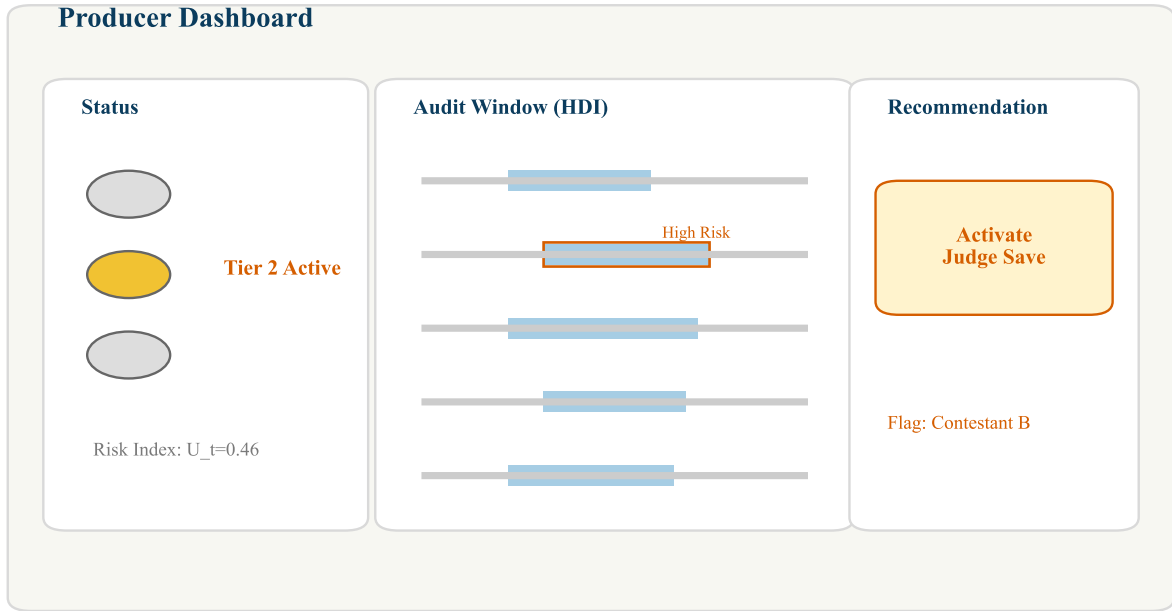 Producer Dashboard
Status
Tier 2 Active
Risk Index: U_t=0.46
Audit Window (HDI)
High Risk
Recommendation
Activate
Judge Save
Flag: Contestant B